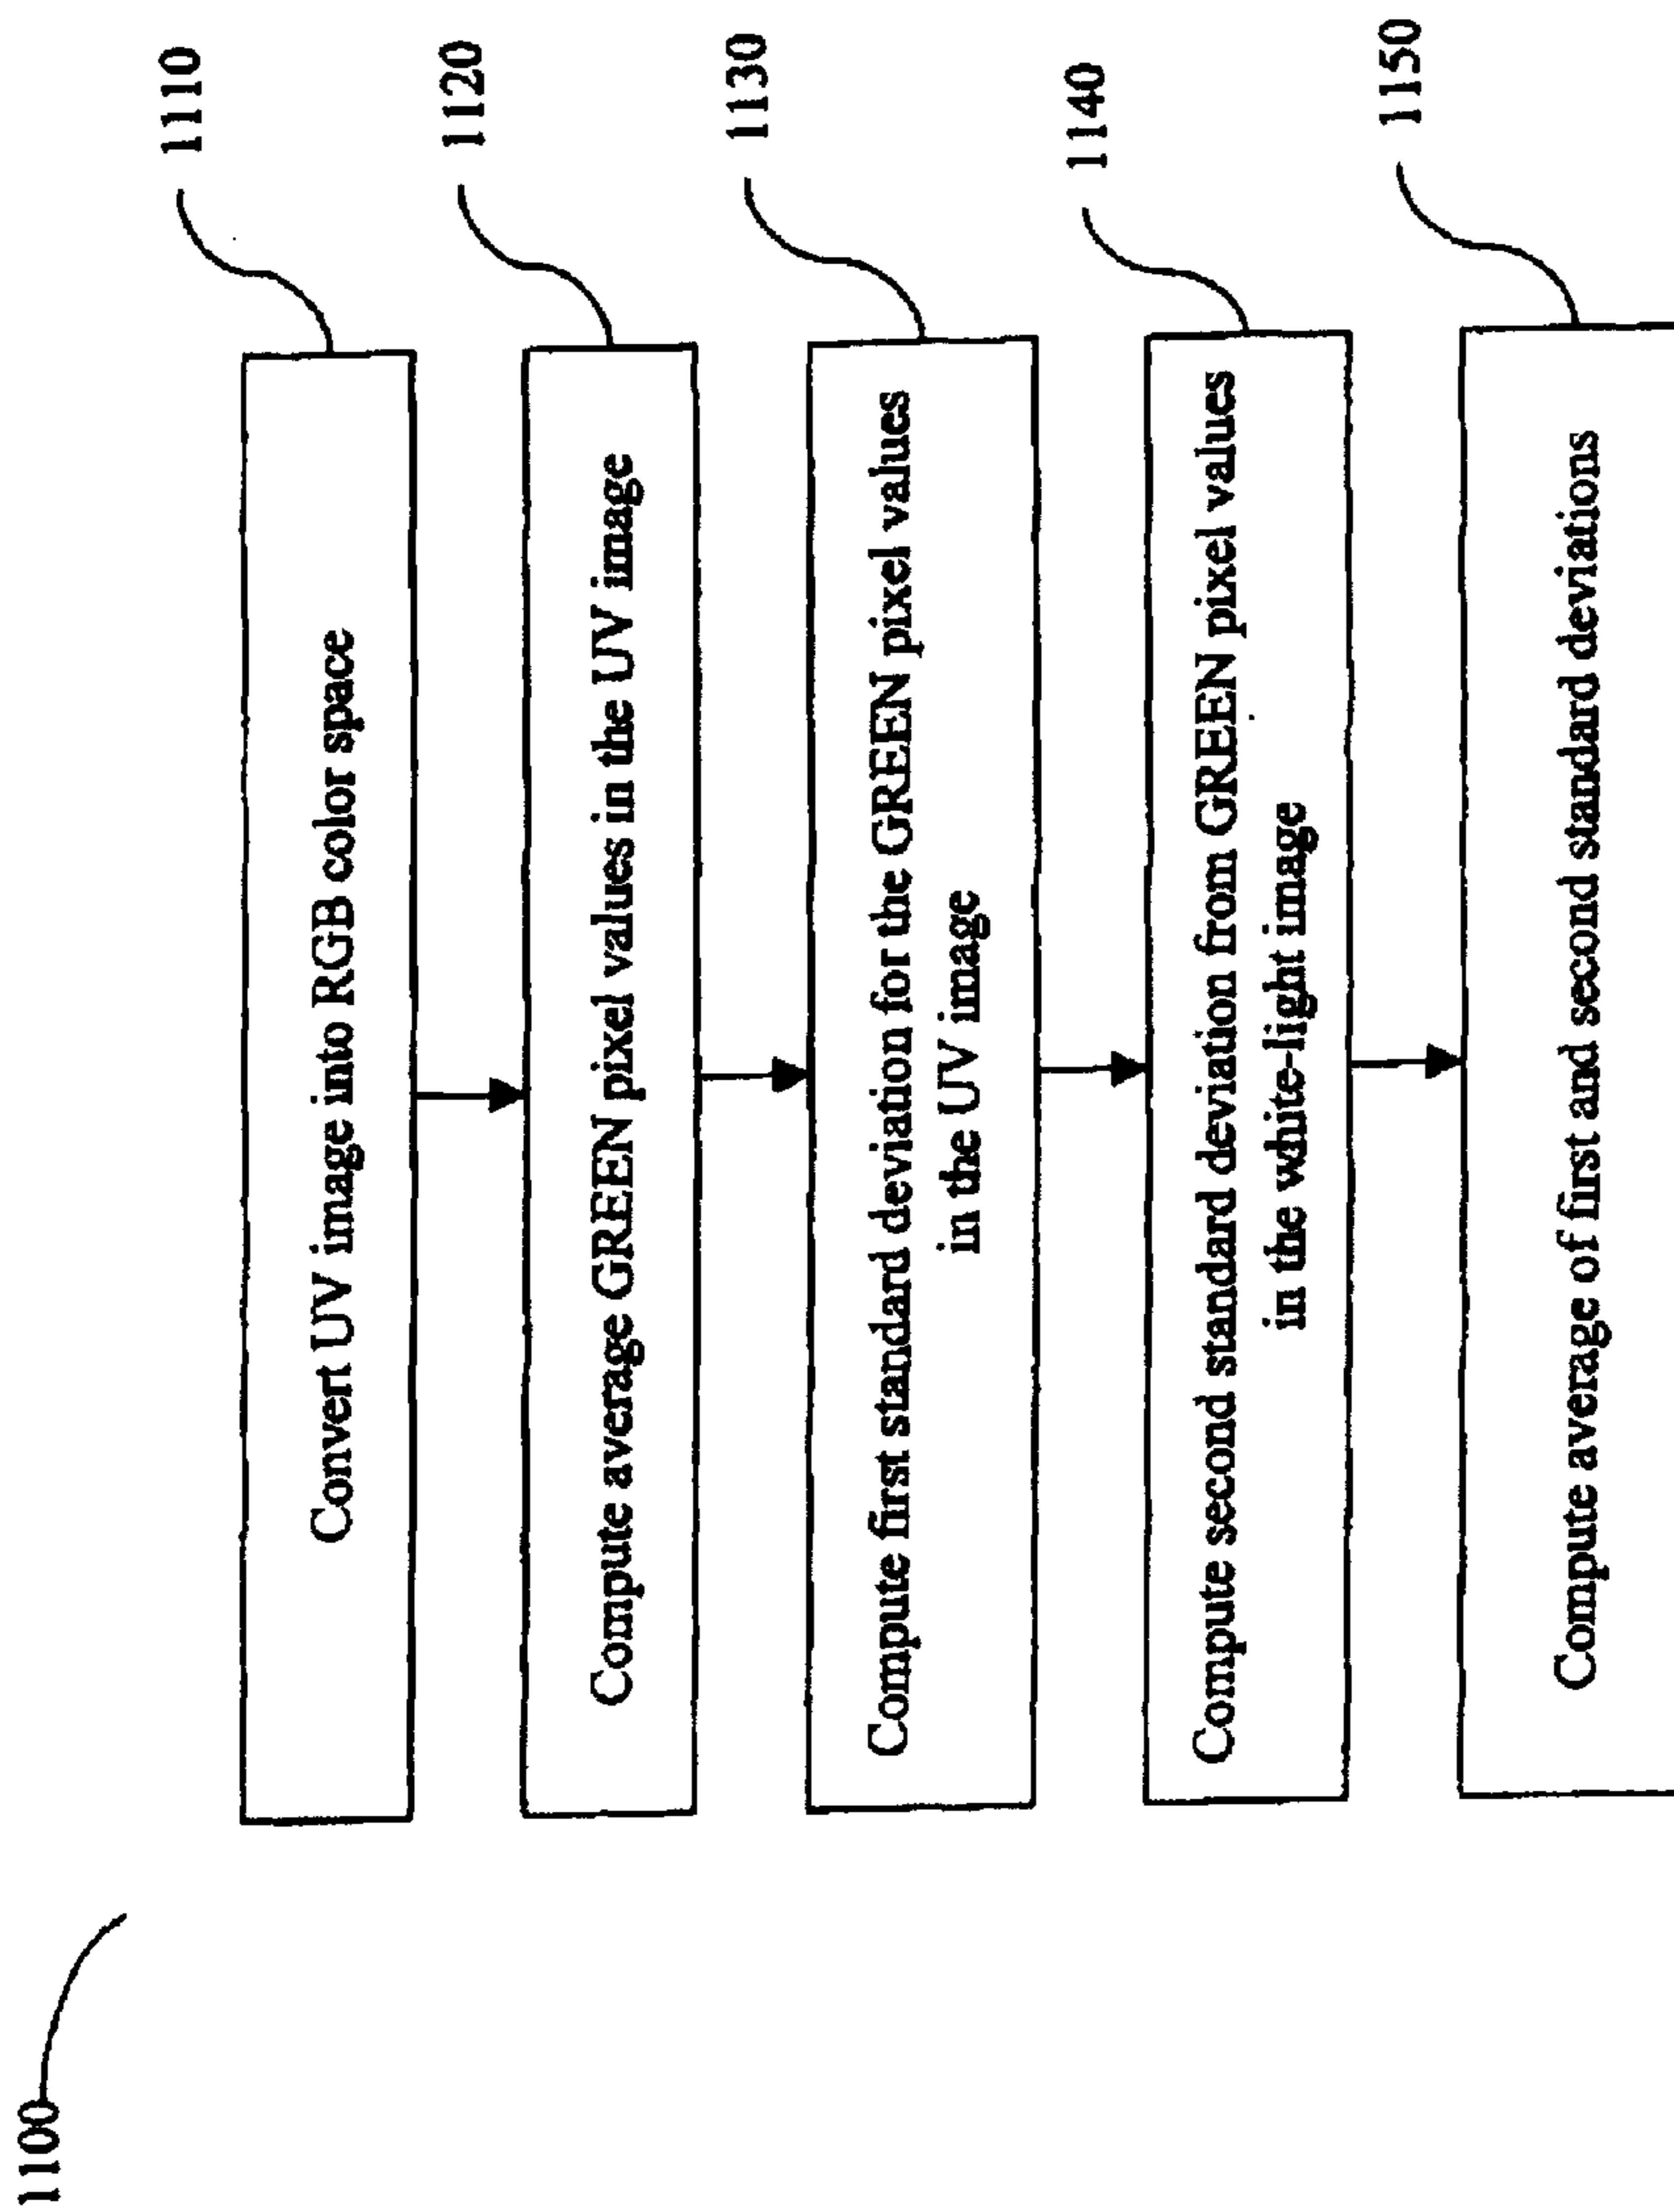 1100
1110
Convert UV image into RGB color space
1120
Compute average GREEN pixel values in the UV image
1130
Compute first standard deviation for the GREEN pixel values
in the UV image
1140
Compute second standard deviation from GREEN pixel values
in the white-light image
1150
Compute average of first and second standard deviations